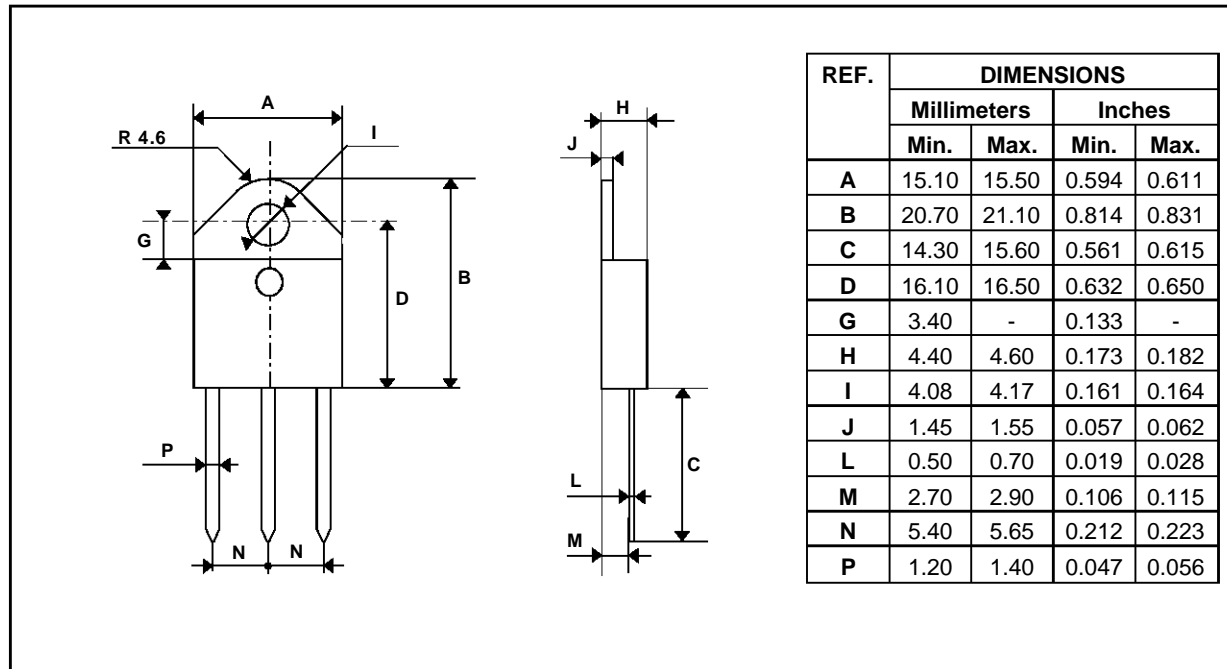 A
R 4.6
I
G
B
D
P
N N
H
J
C
L
M
REF. DIMENSIONS
Millimeters Inches
Min. Max. Min. Max.
A 15.10 15.50 0.594 0.611
B 20.70 21.10 0.814 0.831
C 14.30 15.60 0.561 0.615
D 16.10 16.50 0.632 0.650
G 3.40 - 0.133 -
H 4.40 4.60 0.173 0.182
I 4.08 4.17 0.161 0.164
J 1.45 1.55 0.057 0.062
L 0.50 0.70 0.019 0.028
M 2.70 2.90 0.106 0.115
N 5.40 5.65 0.212 0.223
P 1.20 1.40 0.047 0.056